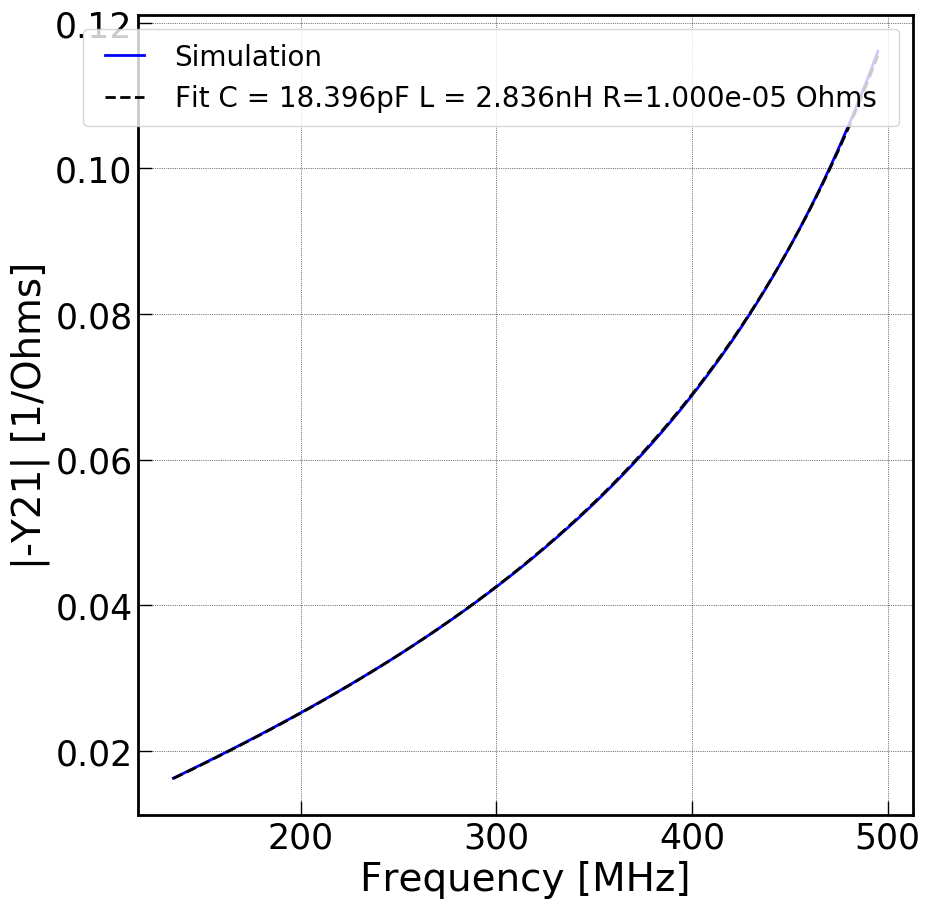 0.12
Simulation
Fit C = 18.396pF L = 2.836nH R=1.000e-05 Ohms
0.10
0.08
0.06
0.04
0.02
|-Y21| [1/Ohms]
200 300 400 500
Frequency [MHz]